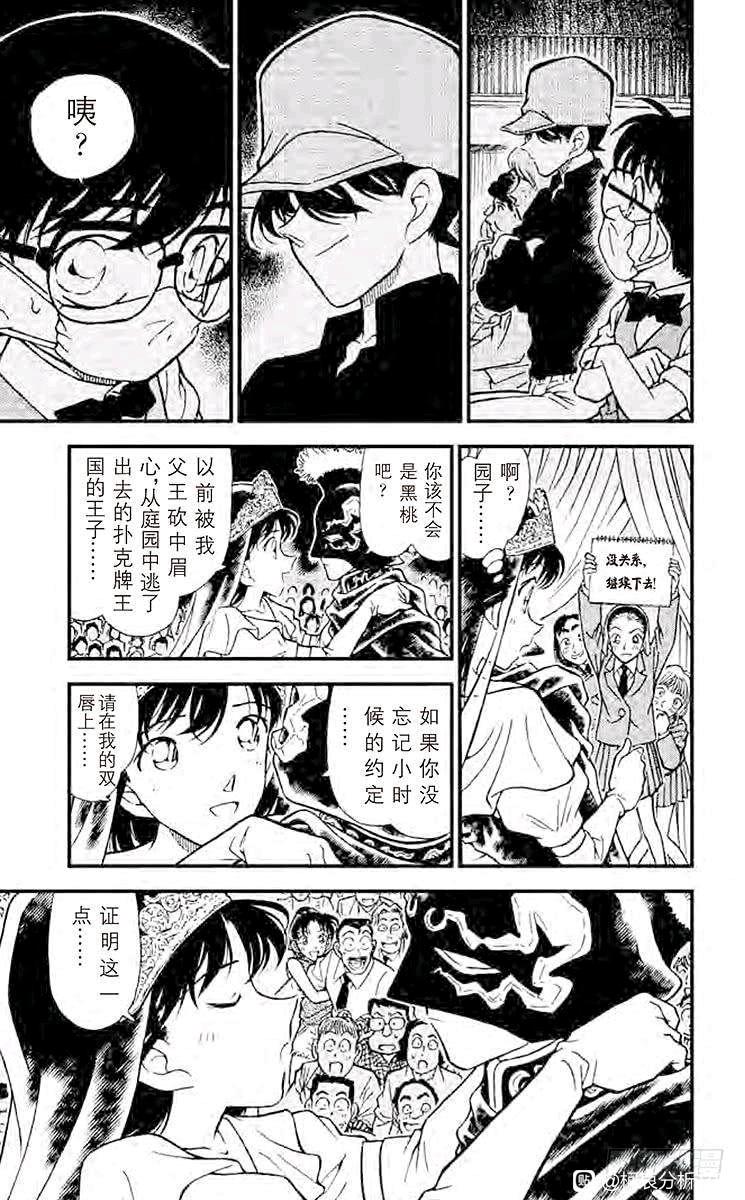 咦？
啊？
园子……
没关系，
继续下去！
你该不会
是黑桃
吧？
以前被我
父王砍中眉
心，从庭园中逃了
出去的扑克牌王
国的王子……
如果你没
忘记小时
候的约定
……
请在我的双
唇上……
证明这一
点……